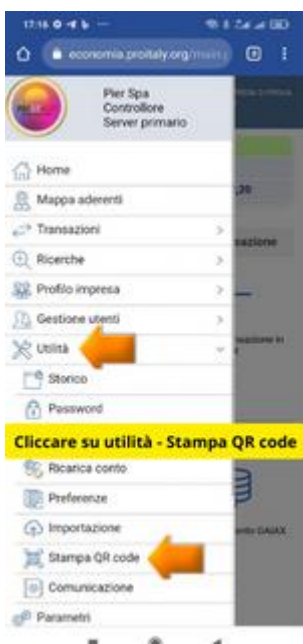 17:16
economia.proitaly.org/main
Pier Spa
Controllore
Server primario
Home
Mappa aderenti
Transazioni
Ricerche
Profilo impresa
Gestione utenti
Utilità
Storico
Password
Cliccare su utilità - Stampa QR code
Ricarica conto
Preferenze
Importazione
Stampa QR code
Comunicazione
Parametri